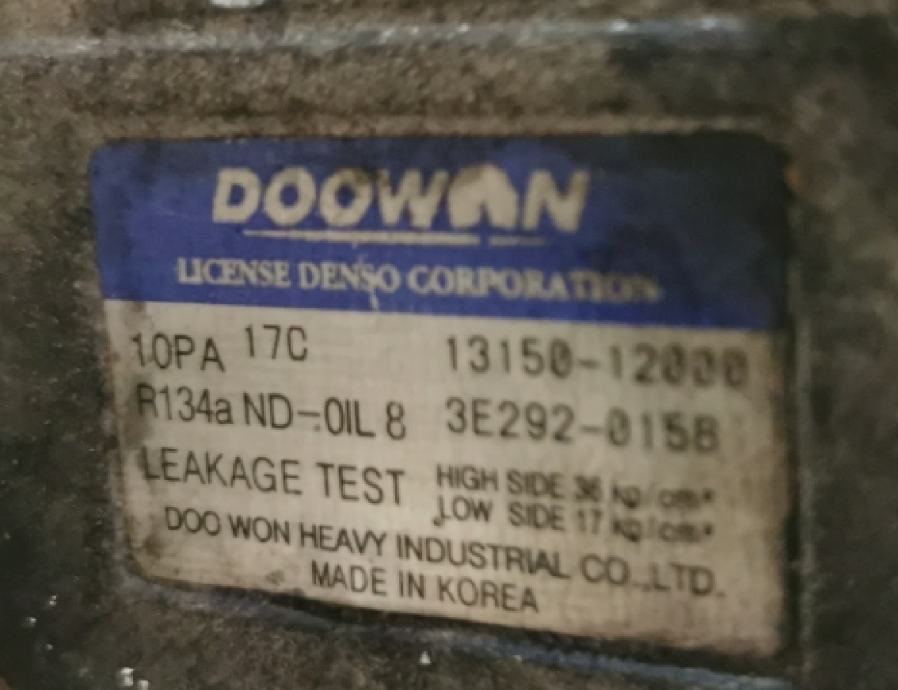 DOOWON
LICENSE DENSO CORPORATION
10PA 17C 13150-12000
R134a ND-OIL 8 3E292-0158
LEAKAGE TEST HIGH SIDE 36 kg/cm²
LOW SIDE 17 kg/cm²
DOO WON HEAVY INDUSTRIAL CO.,LTD.
MADE IN KOREA